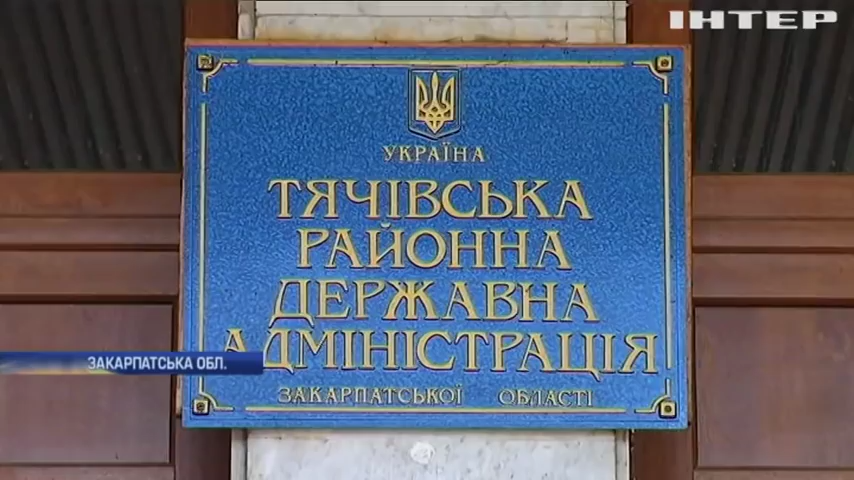 ІНТЕР
УКРАЇНА
ТЯЧІВСЬКА
РАЙОННА
ДЕРЖАВНА
АДМІНІСТРАЦІЯ
ЗАКАРПАТСЬКА ОБЛ.
ЗАКАРПАТСЬКОЇ ОБЛАСТІ